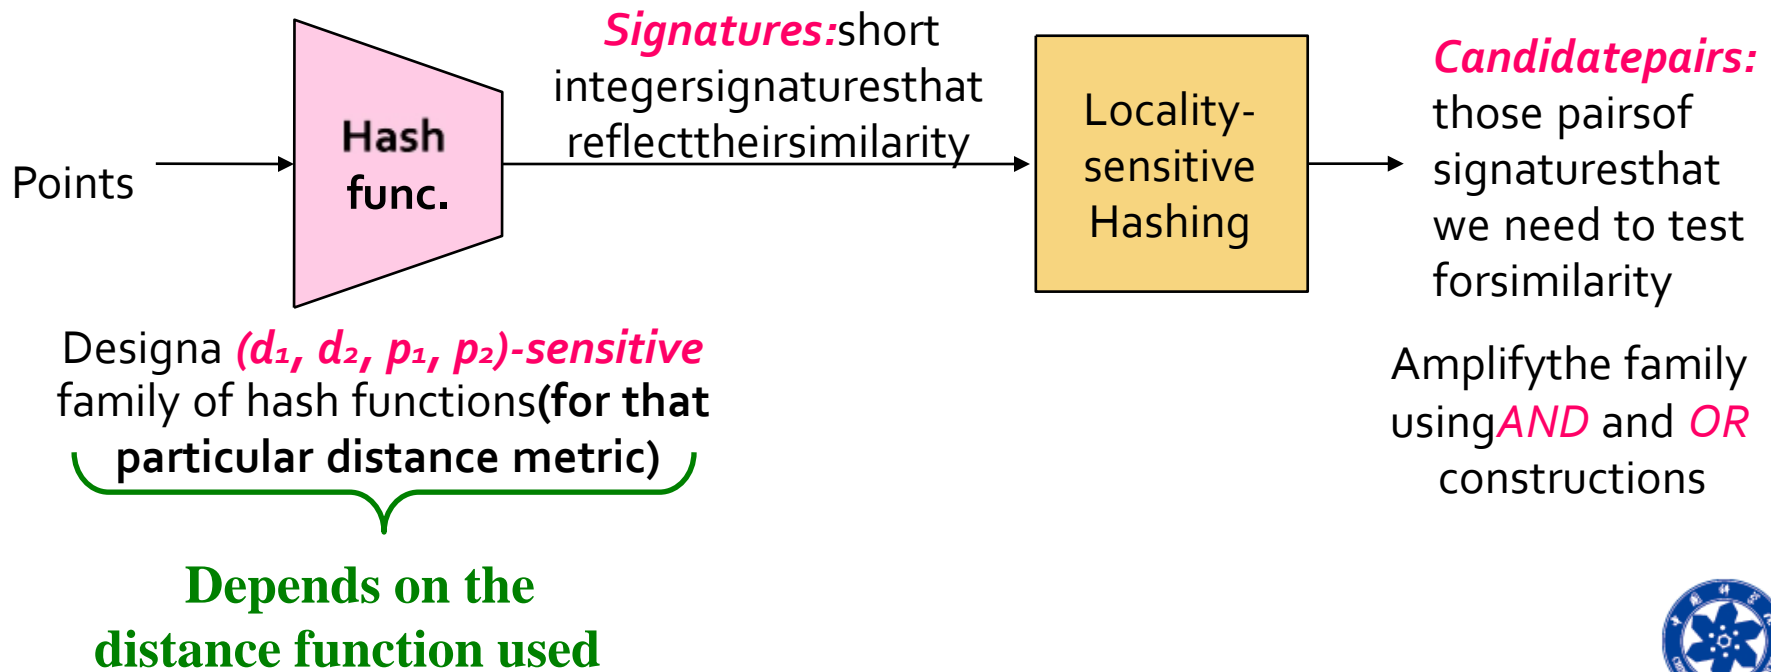 Points
Hash
func.
Signatures:short
integersignaturesthat
reflecttheirsimilarity
Locality-
sensitive
Hashing
Candidatepairs:
those pairsof
signaturesthat
we need to test
forsimilarity
Designa (d₁, d₂, p₁, p₂)-sensitive
family of hash functions(for that
particular distance metric)
Depends on the
distance function used
Amplifythe family
usingAND and OR
constructions